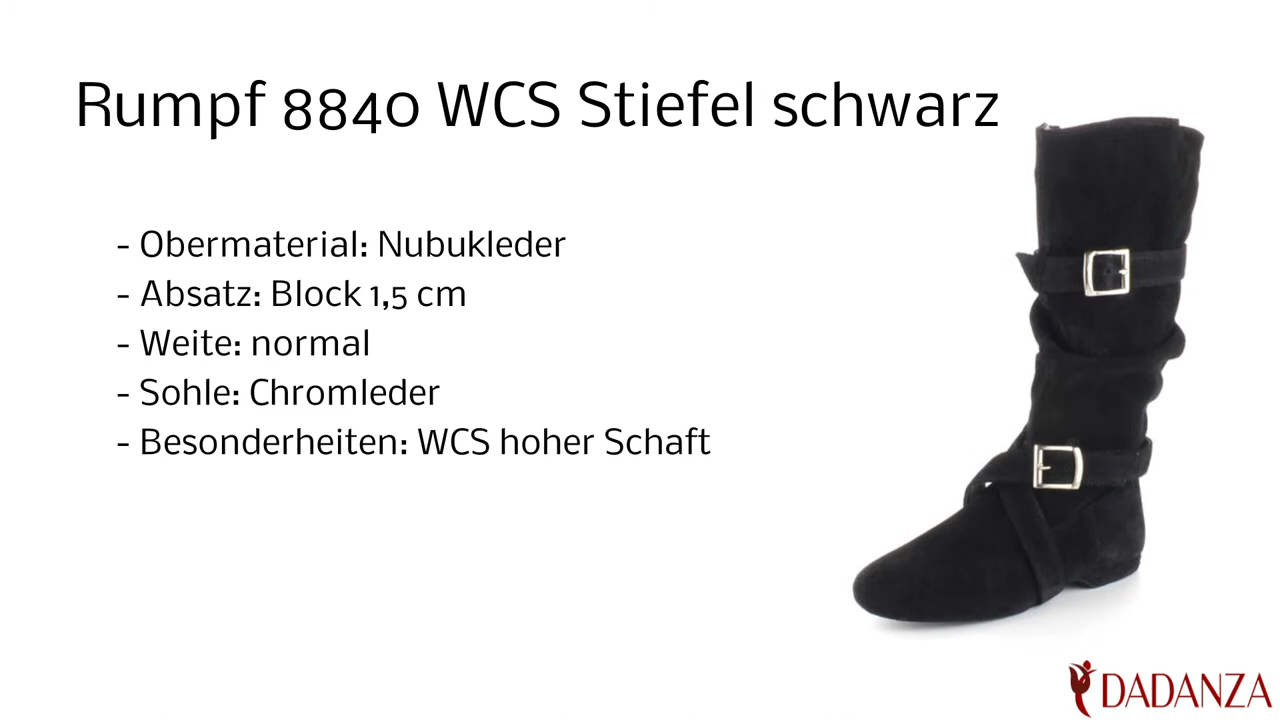 Rumpf 8840 WCS Stiefel schwarz
- Obermaterial: Nubukleder
- Absatz: Block 1,5 cm
- Weite: normal
- Sohle: Chromleder
- Besonderheiten: WCS hoher Schaft
DADANZA